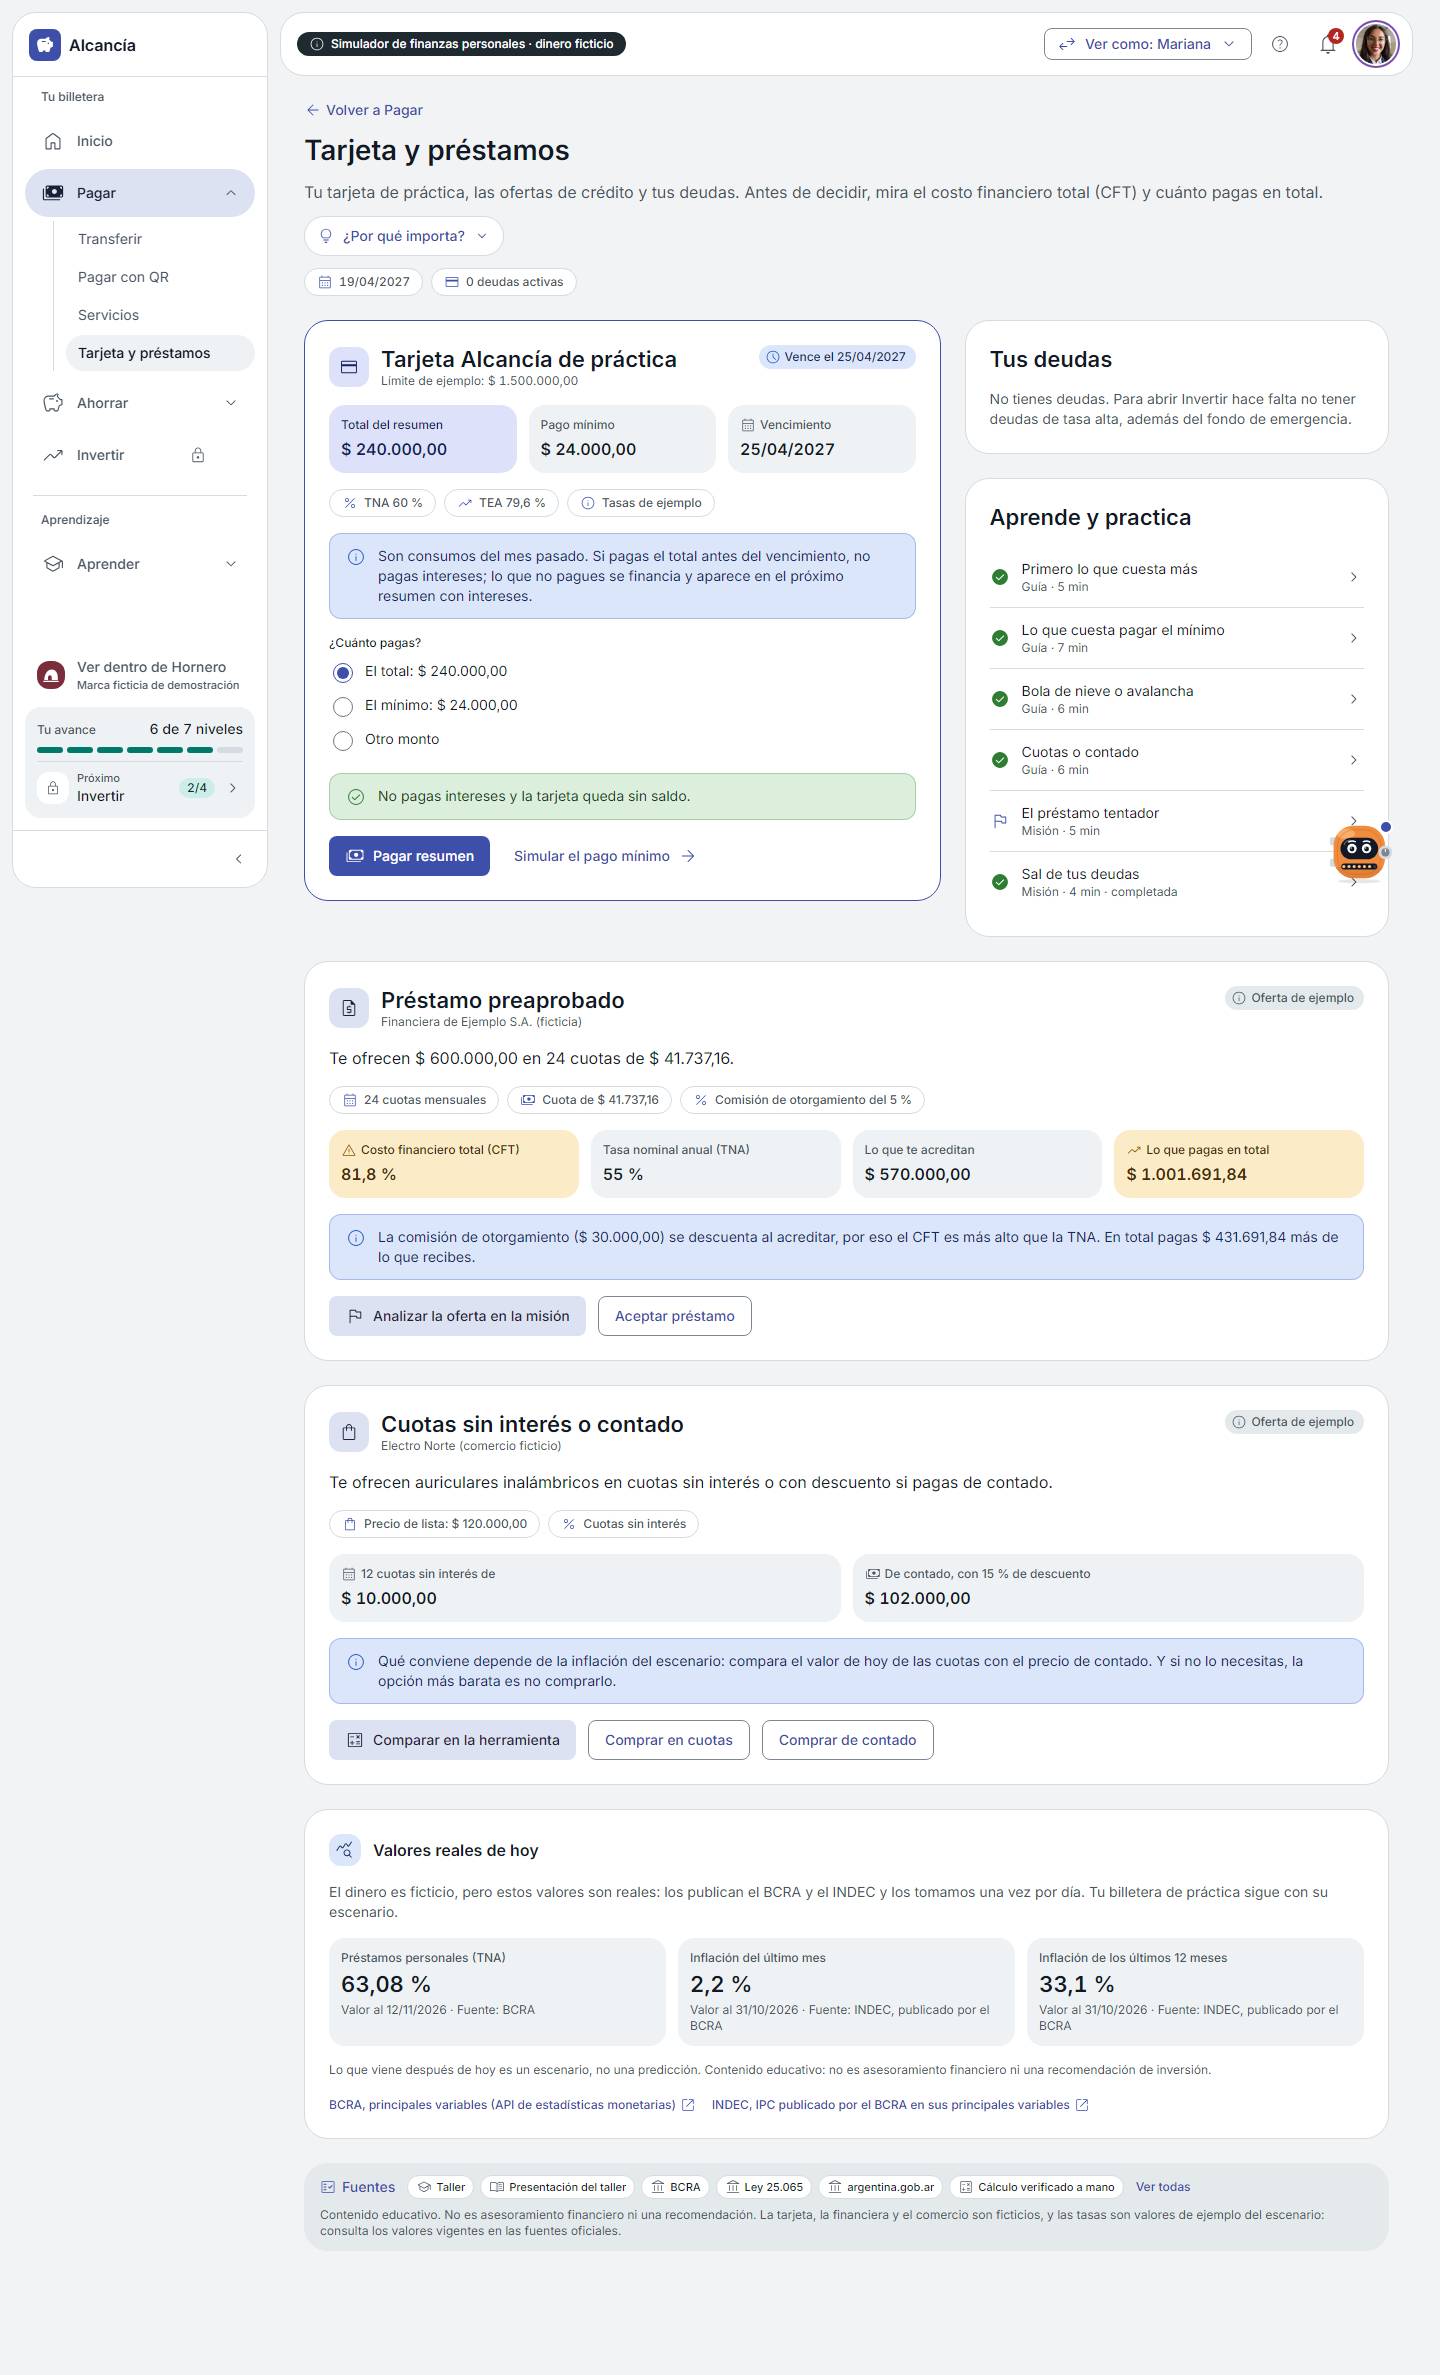 Alcancía
Tu billetera
Inicio
Pagar
Transferir
Pagar con QR
Servicios
Tarjeta y préstamos
Ahorrar
Invertir
Aprendizaje
Aprender
Ver dentro de Hornero
Marca ficticia de demostración
Tu avance 6 de 7 niveles
Próximo
Invertir
2/4
Simulador de finanzas personales · dinero ficticio
Ver como: Mariana
4
Volver a Pagar
Tarjeta y préstamos
Tu tarjeta de práctica, las ofertas de crédito y tus deudas. Antes de decidir, mira el costo financiero total (CFT) y cuánto pagas en total.
¿Por qué importa?
19/04/2027
0 deudas activas
Tarjeta Alcancía de práctica
Límite de ejemplo: $ 1.500.000,00
Vence el 25/04/2027
Total del resumen
$ 240.000,00
Pago mínimo
$ 24.000,00
Vencimiento
25/04/2027
TNA 60 %
TEA 79,6 %
Tasas de ejemplo
Son consumos del mes pasado. Si pagas el total antes del vencimiento, no
pagas intereses; lo que no pagues se financia y aparece en el próximo
resumen con intereses.
¿Cuánto pagas?
El total: $ 240.000,00
El mínimo: $ 24.000,00
Otro monto
No pagas intereses y la tarjeta queda sin saldo.
Pagar resumen
Simular el pago mínimo
Tus deudas
No tienes deudas. Para abrir Invertir hace falta no tener
deudas de tasa alta, además del fondo de emergencia.
Aprende y practica
Primero lo que cuesta más
Guía · 5 min
Lo que cuesta pagar el mínimo
Guía · 7 min
Bola de nieve o avalancha
Guía · 6 min
Cuotas o contado
Guía · 6 min
El préstamo tentador
Misión · 5 min
Sal de tus deudas
Misión · 4 min · completada
Préstamo preaprobado
Financiera de Ejemplo S.A. (ficticia)
Oferta de ejemplo
Te ofrecen $ 600.000,00 en 24 cuotas de $ 41.737,16.
24 cuotas mensuales
Cuota de $ 41.737,16
Comisión de otorgamiento del 5 %
Costo financiero total (CFT)
81,8 %
Tasa nominal anual (TNA)
55 %
Lo que te acreditan
$ 570.000,00
Lo que pagas en total
$ 1.001.691,84
La comisión de otorgamiento ($ 30.000,00) se descuenta al acreditar, por eso el CFT es más alto que la TNA. En total pagas $ 431.691,84 más de
lo que recibes.
Analizar la oferta en la misión
Aceptar préstamo
Cuotas sin interés o contado
Electro Norte (comercio ficticio)
Oferta de ejemplo
Te ofrecen auriculares inalámbricos en cuotas sin interés o con descuento si pagas de contado.
Precio de lista: $ 120.000,00
Cuotas sin interés
12 cuotas sin interés de
$ 10.000,00
De contado, con 15 % de descuento
$ 102.000,00
Qué conviene depende de la inflación del escenario: compara el valor de hoy de las cuotas con el precio de contado. Y si no lo necesitas, la
opción más barata es no comprarlo.
Comparar en la herramienta
Comprar en cuotas
Comprar de contado
Valores reales de hoy
El dinero es ficticio, pero estos valores son reales: los publican el BCRA y el INDEC y los tomamos una vez por día. Tu billetera de práctica sigue con su
escenario.
Préstamos personales (TNA)
63,08 %
Valor al 12/11/2026 · Fuente: BCRA
Inflación del último mes
2,2 %
Valor al 31/10/2026 · Fuente: INDEC, publicado por el
BCRA
Inflación de los últimos 12 meses
33,1 %
Valor al 31/10/2026 · Fuente: INDEC, publicado por el
BCRA
Lo que viene después de hoy es un escenario, no una predicción. Contenido educativo: no es asesoramiento financiero ni una recomendación de inversión.
BCRA, principales variables (API de estadísticas monetarias)
INDEC, IPC publicado por el BCRA en sus principales variables
Fuentes
Taller
Presentación del taller
BCRA
Ley 25.065
argentina.gob.ar
Cálculo verificado a mano
Ver todas
Contenido educativo. No es asesoramiento financiero ni una recomendación. La tarjeta, la financiera y el comercio son ficticios, y las tasas son valores de ejemplo del escenario:
consulta los valores vigentes en las fuentes oficiales.